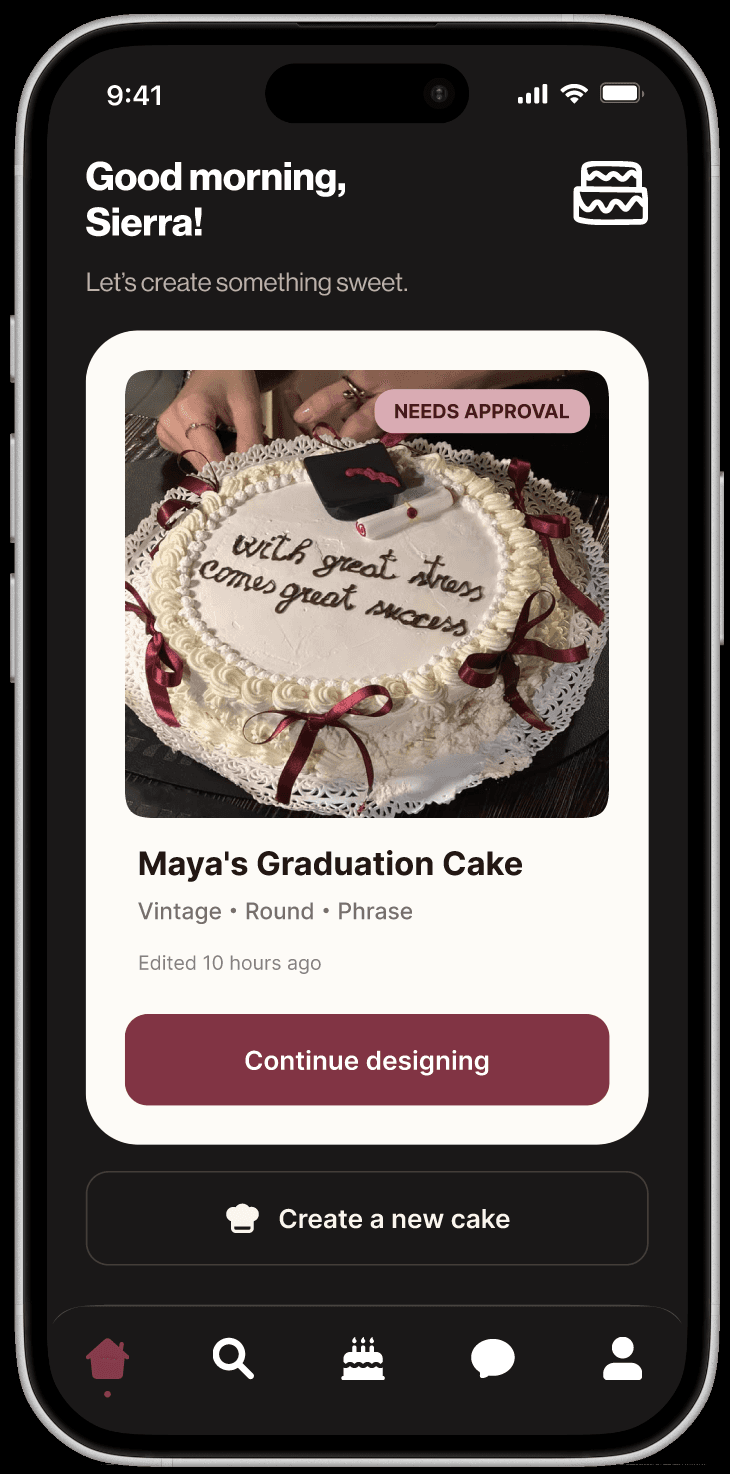 9:41
Good morning,
Sierra!
Let's create something sweet.
NEEDS APPROVAL
with great stress
comes great success
Maya's Graduation Cake
Vintage • Round • Phrase
Edited 10 hours ago
Continue designing
Create a new cake